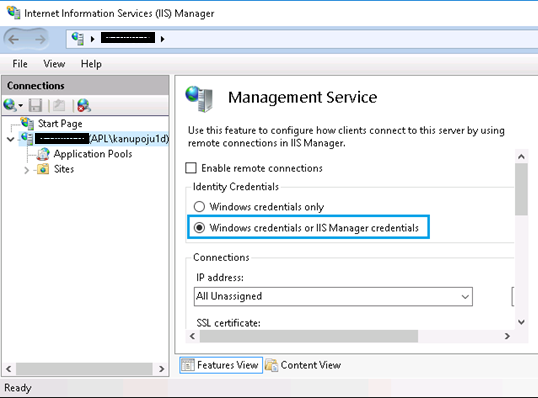 Internet Information Services (IIS) Manager
File View Help
Connections
Start Page
(APL\kanupoju1d)
Application Pools
Sites
Management Service
Use this feature to configure how clients connect to this server by using
remote connections in IIS Manager.
Enable remote connections
Identity Credentials
Windows credentials only
Windows credentials or IIS Manager credentials
Connections
IP address:
All Unassigned
SSL certificate:
Features View Content View
Ready